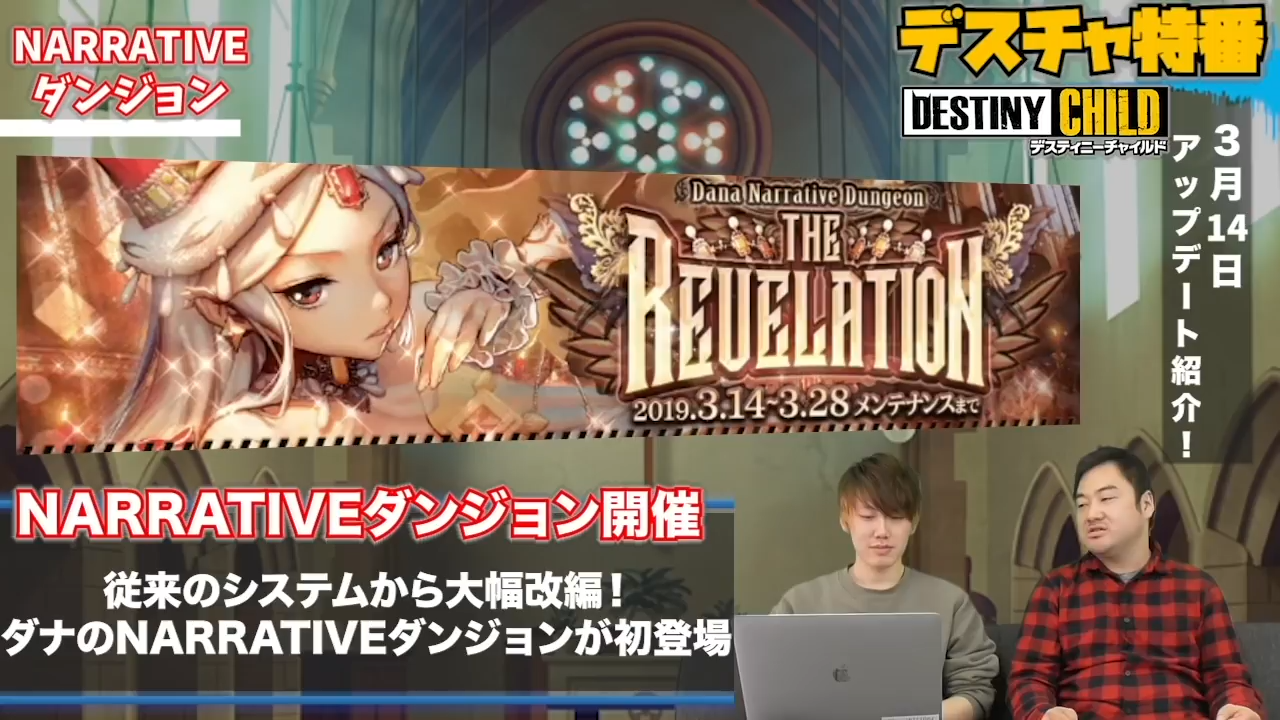 NARRATIVE
ダンジョン
デスチャ特番
DESTINY CHILD
デスティニーチャイルド
3月14日
アップデート紹介！
Dana Narrative Dungeon
THE
REVELATION
2019.3.14~3.28 メンテナンスまで
NARRATIVEダンジョン開催
従来のシステムから大幅改編！
ダナのNARRATIVEダンジョンが初登場